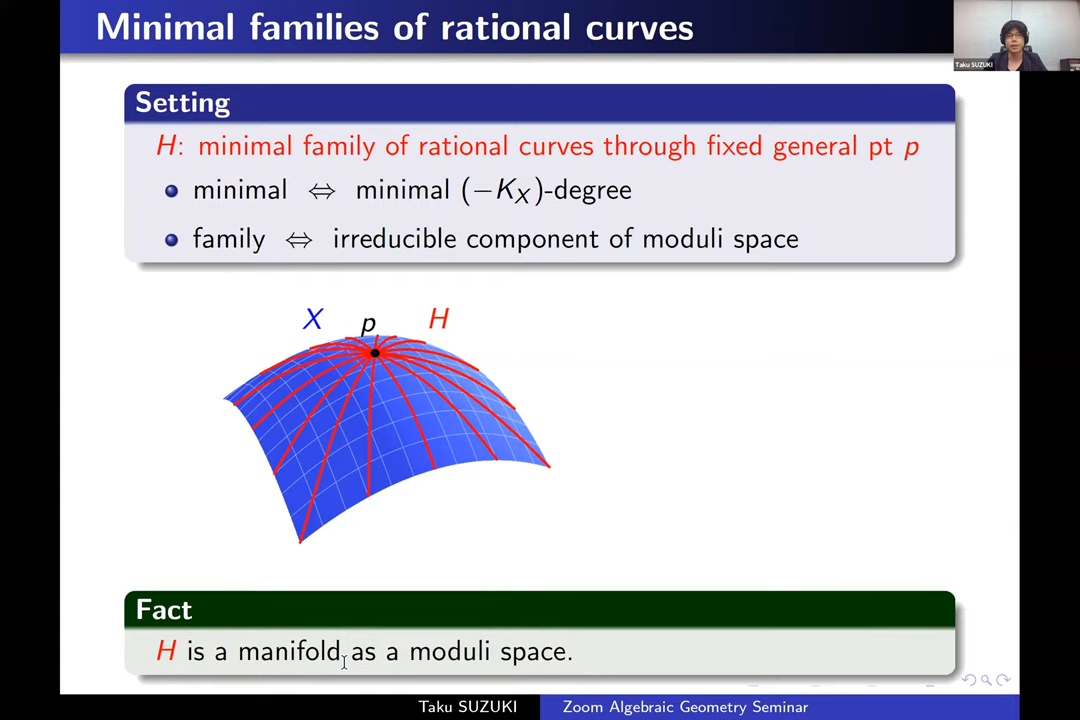 Minimal families of rational curves
Taku SUZUKI
Setting
H: minimal family of rational curves through fixed general pt p
minimal ⇔ minimal (−K_X)-degree
family ⇔ irreducible component of moduli space
X p H
Fact
H is a manifold as a moduli space.
Taku SUZUKI Zoom Algebraic Geometry Seminar